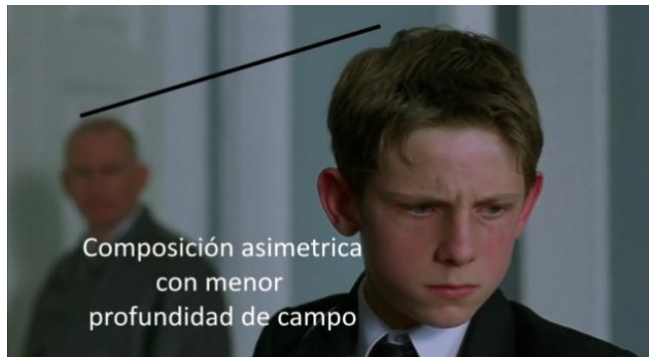 Composición asimetrica
con menor
profundidad de campo